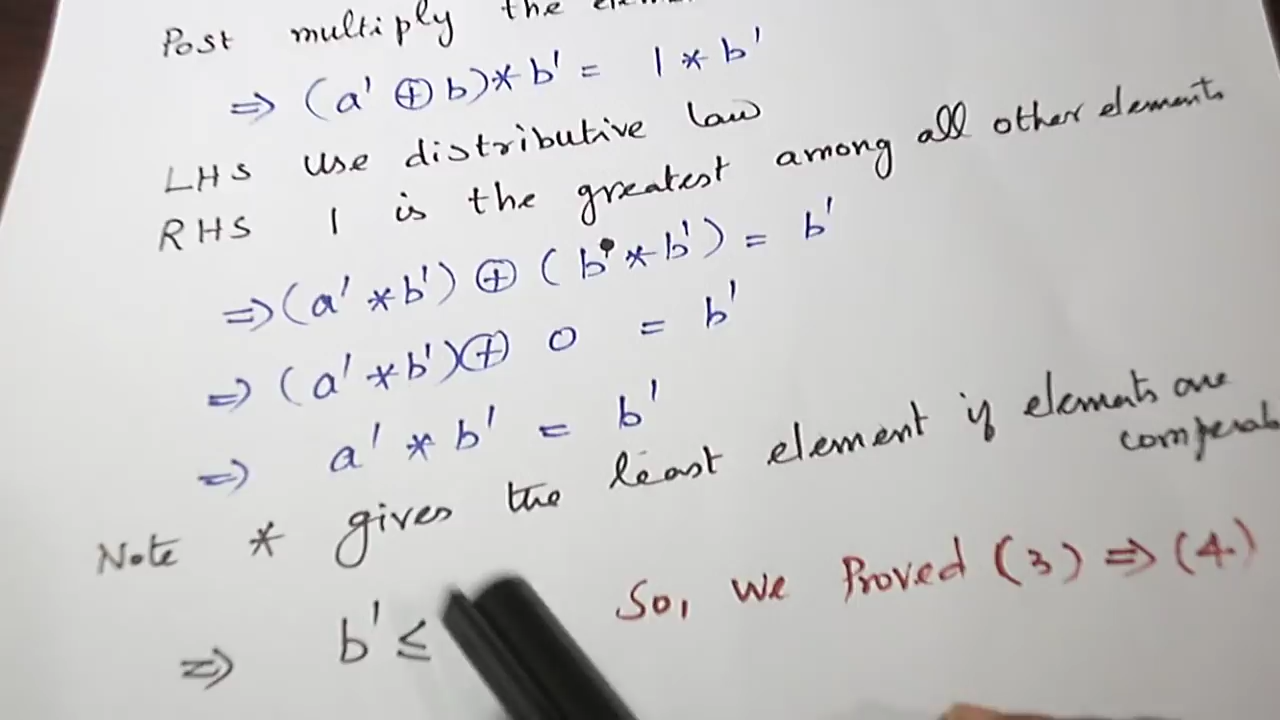 Post multiply the
⇒ (a' ⊕ b) * b' = 1 * b'
LHS Use distributive law
RHS 1 is the greatest among all other elements
⇒ (a' * b') ⊕ (b * b') = b'
⇒ (a' * b') ⊕ 0 = b'
⇒ a' * b' = b'
Note * gives the least element if elements are
⇒ b' ≤
So, we Proved (3) ⇒ (4)